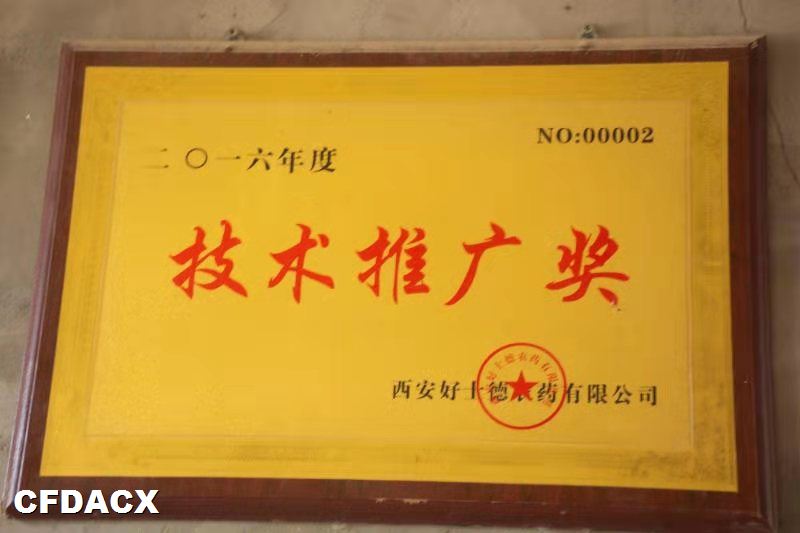 NO:00002
二〇一六年度
技术推广奖
西安好士德农药有限公司
CFDACX